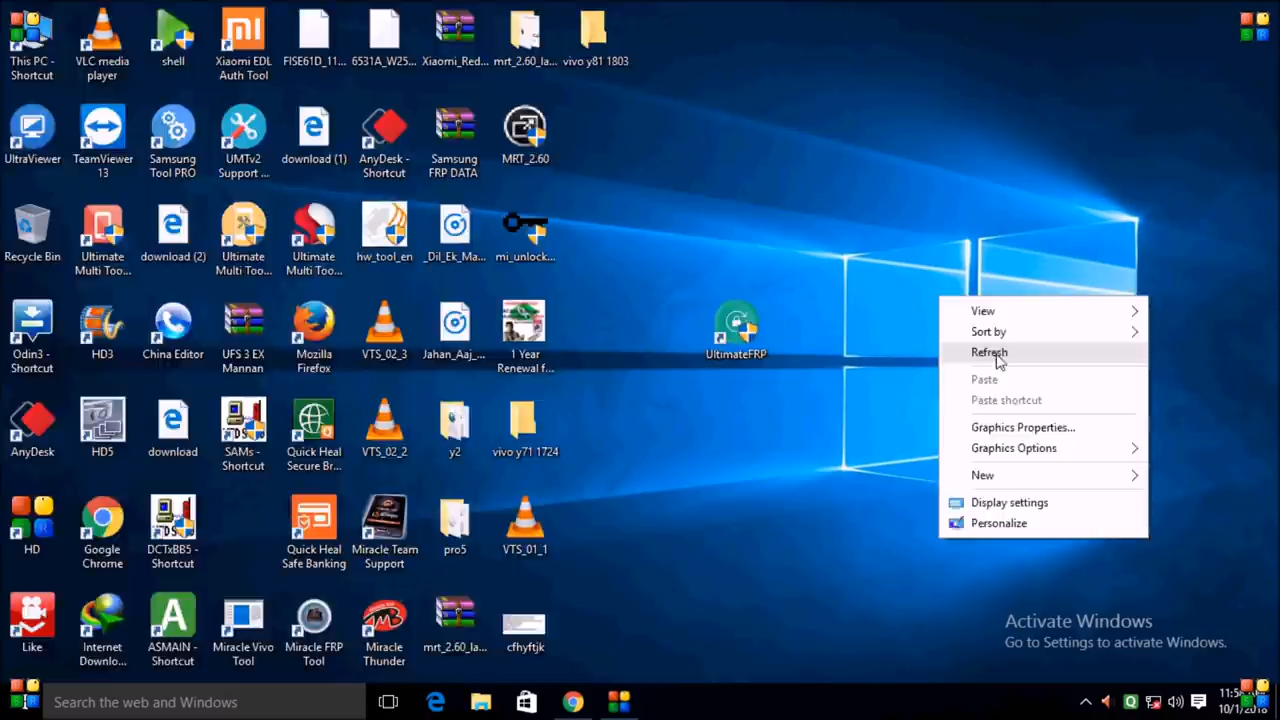 This PC -
Shortcut
VLC media
player
shell
Xiaomi EDL
Auth Tool
FISE61D_11...
6531A_W25...
Xiaomi_Red...
mrt_2.60_la...
vivo y81 1803
UltraViewer
TeamViewer
13
Samsung
Tool PRO
UMTv2
Support ...
download (1)
AnyDesk -
Shortcut
Samsung
FRP DATA
MRT_2.60
Recycle Bin
Ultimate
Multi Too...
download (2)
Ultimate
Multi Too...
Ultimate
Multi Too...
hw_tool_en
_Dil_Ek_Ma...
mi_unlock...
Odin3 -
Shortcut
HD3
China Editor
UFS 3 EX
Mannan
Mozilla
Firefox
VTS_02_3
Jahan_Aaj_...
1 Year
Renewal f...
UltimateFRP
AnyDesk
HD5
download
SAMs -
Shortcut
Quick Heal
Secure Br...
VTS_02_2
y2
vivo y71 1724
HD
Google
Chrome
DCTxBB5 -
Shortcut
Quick Heal
Safe Banking
Miracle Team
Support
pro5
VTS_01_1
Like
Internet
Downlo...
ASMAIN -
Shortcut
Miracle Vivo
Tool
Miracle FRP
Tool
Miracle
Thunder
mrt_2.60_la...
cfhyftjk
View
Sort by
Refresh
Paste
Paste shortcut
Graphics Properties...
Graphics Options
New
Display settings
Personalize
Activate Windows
Go to Settings to activate Windows.
Search the web and Windows
10/1/2018